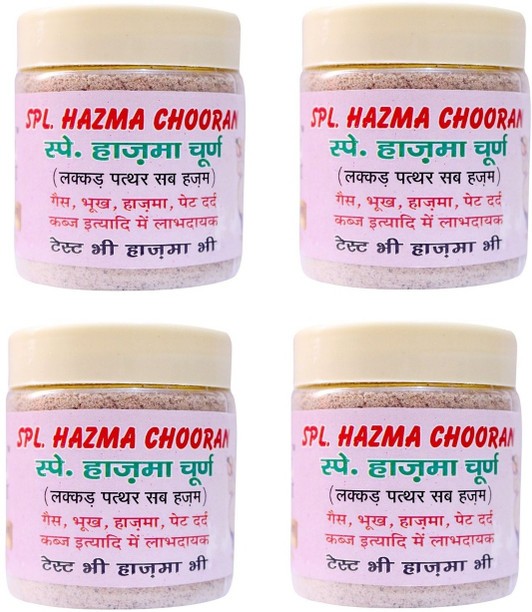 SPL. HAZMA CHOORAN
स्पे. हाज़मा चूर्ण
(लक्कड़ पत्थर सब हज़म)
गैस, भूख, हाज़मा, पेट दर्द
कब्ज इत्यादि में लाभदायक
टेस्ट भी हाज़मा भी
SPL. HAZMA CHOORAN
स्पे. हाज़मा चूर्ण
(लक्कड़ पत्थर सब हज़म)
गैस, भूख, हाज़मा, पेट दर्द
कब्ज इत्यादि में लाभदायक
टेस्ट भी हाज़मा भी
SPL. HAZMA CHOORAN
स्पे. हाज़मा चूर्ण
(लक्कड़ पत्थर सब हज़म)
गैस, भूख, हाज़मा, पेट दर्द
कब्ज इत्यादि में लाभदायक
टेस्ट भी हाज़मा भी
SPL. HAZMA CHOORAN
स्पे. हाज़मा चूर्ण
(लक्कड़ पत्थर सब हज़म)
गैस, भूख, हाज़मा, पेट दर्द
कब्ज इत्यादि में लाभदायक
टेस्ट भी हाज़मा भी